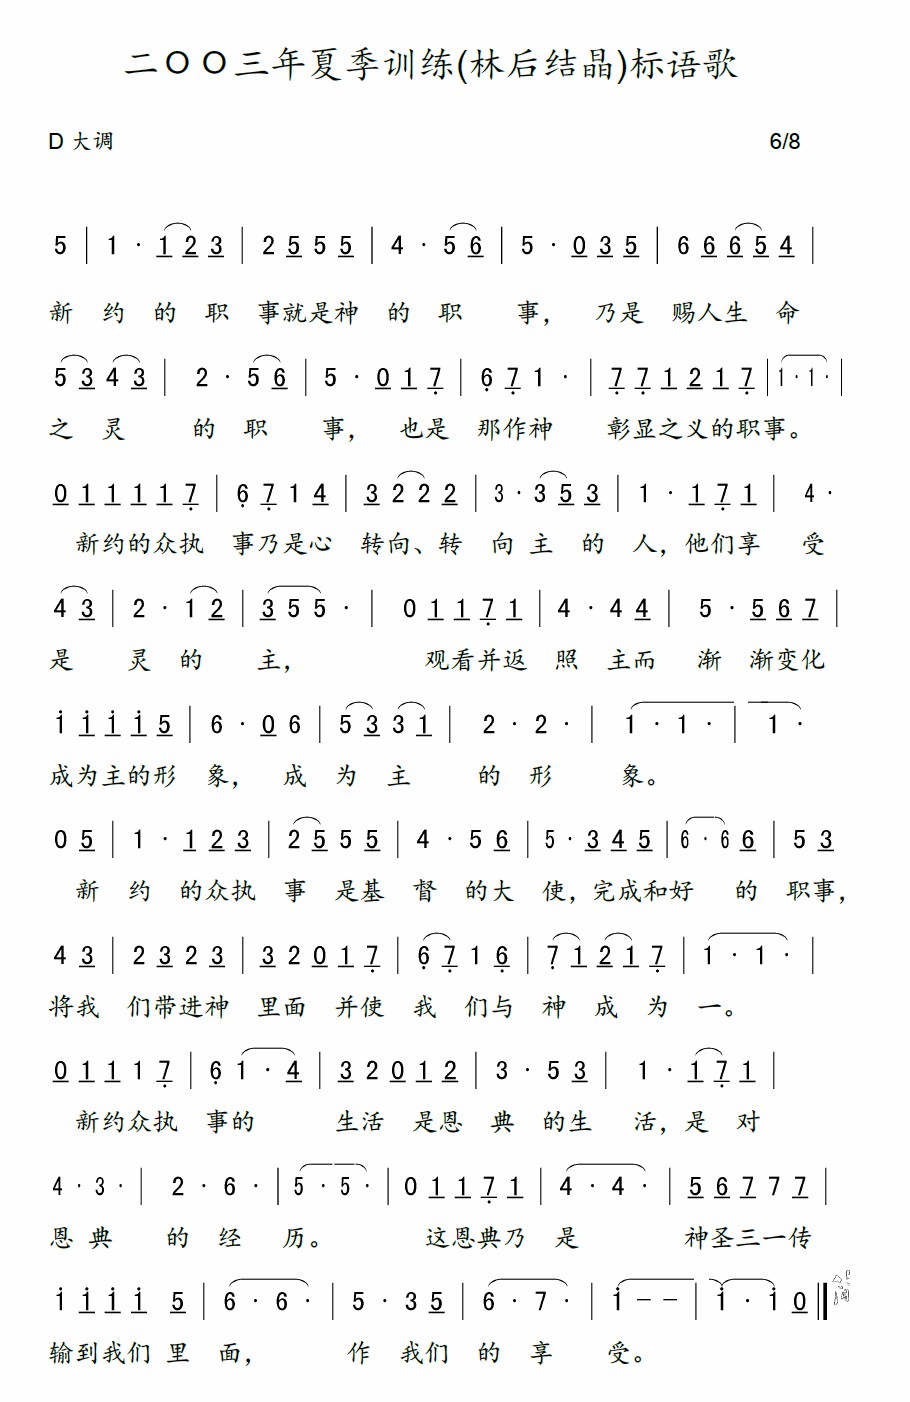 二〇〇三年夏季训练(林后结晶)标语歌
D 大调 6/8
5 | 1 · 1 2 3 | 2 5 5 5 | 4 · 5 6 | 5 · 0 3 5 | 6 6 6 5 4 |
新 约 的 职 事就是神 的 职 事， 乃是 赐人生 命
5 3 4 3 | 2 · 5 6 | 5 · 0 1 7 | 6 7 1 · | 7 7 1 2 1 7 | 1 · 1 · |
之 灵 的 职 事， 也是 那作神 彰显之义的职事。
0 1 1 1 1 7 | 6 7 1 4 | 3 2 2 2 | 3 · 3 5 3 | 1 · 1 7 1 | 4 ·
新约的众执 事乃是心 转向、转 向 主 的 人，他们享 受
4 3 | 2 · 1 2 | 3 5 5 · | 0 1 1 7 1 | 4 · 4 4 | 5 · 5 6 7 |
是 灵 的 主， 观看并返 照 主而 渐 渐变化
i i i i 5 | 6 · 0 6 | 5 3 3 1 | 2 · 2 · | 1 · 1 · | 1 ·
成为主的形 象， 成 为 主 的 形 象。
0 5 | 1 · 1 2 3 | 2 5 5 5 | 4 · 5 6 | 5 · 3 4 5 | 6 · 6 6 | 5 3
新 约 的众执 事 是基 督 的大 使，完成和好 的 职事，
4 3 | 2 3 2 3 | 3 2 0 1 7 | 6 7 1 6 | 7 1 2 1 7 | 1 · 1 · |
将我 们带进神 里面 并使 我 们与 神 成 为 一。
0 1 1 1 7 | 6 1 · 4 | 3 2 0 1 2 | 3 · 5 3 | 1 · 1 7 1 |
新约众执 事的 生活 是恩 典 的生 活，是 对
4 · 3 · | 2 · 6 · | 5 · 5 · | 0 1 1 7 1 | 4 · 4 · | 5 6 7 7 7 |
恩 典 的 经 历。 这恩典乃 是 神圣三一传
i i i i 5 | 6 · 6 · | 5 · 3 5 | 6 · 7 · | i － － | i · i 0 ‖
输到我们 里 面， 作 我们 的 享 受。